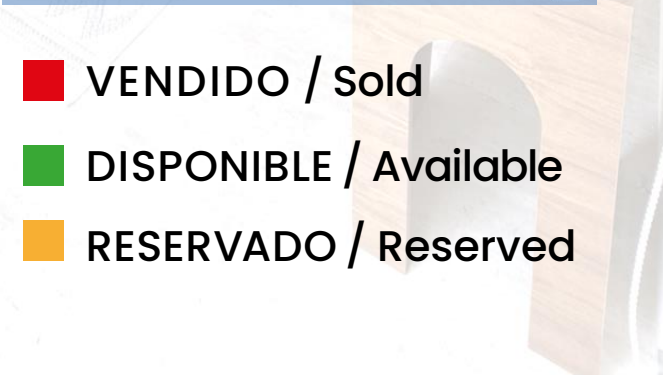 VENDIDO / Sold
DISPONIBLE / Available
RESERVADO / Reserved